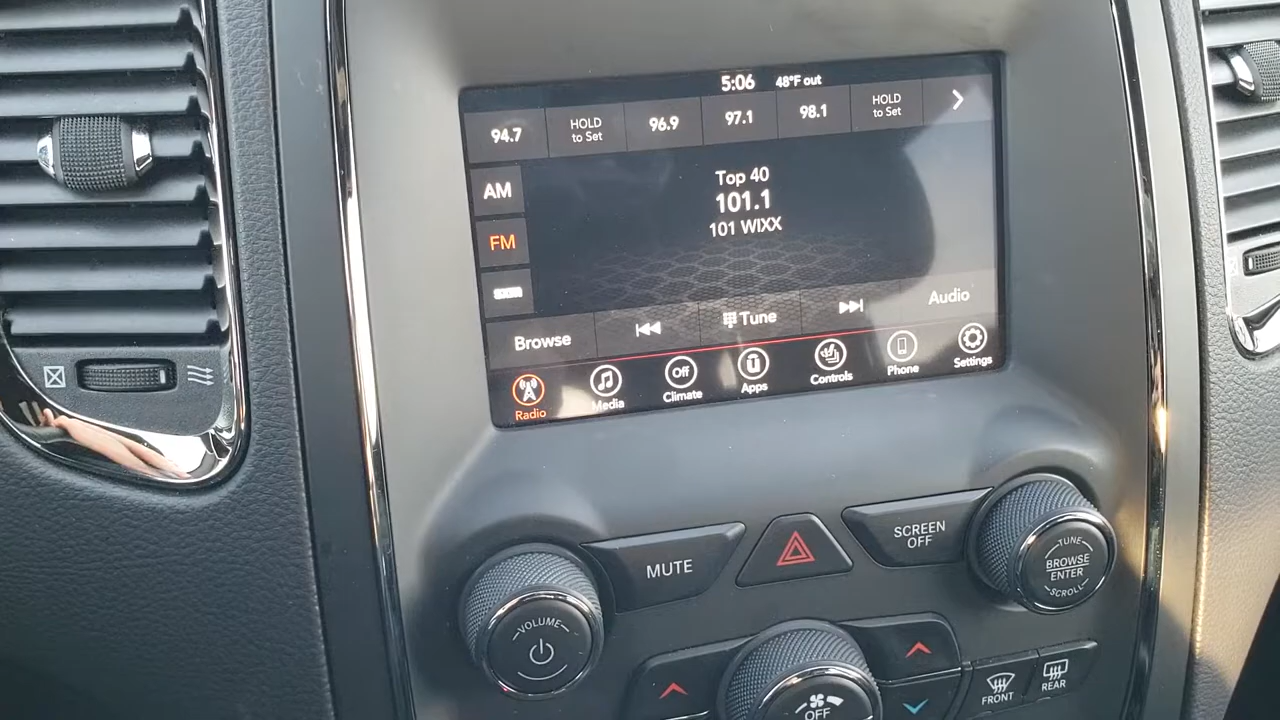 5:06 48°F out
94.7 HOLD to Set 96.9 97.1 98.1 HOLD to Set
AM
FM
Top 40
101.1
101 WIXX
Browse Tune Audio
Radio Media Off Climate Apps Controls Phone Settings
MUTE
SCREEN OFF
VOLUME
TUNE
BROWSE
ENTER
SCROLL
OFF
FRONT
REAR